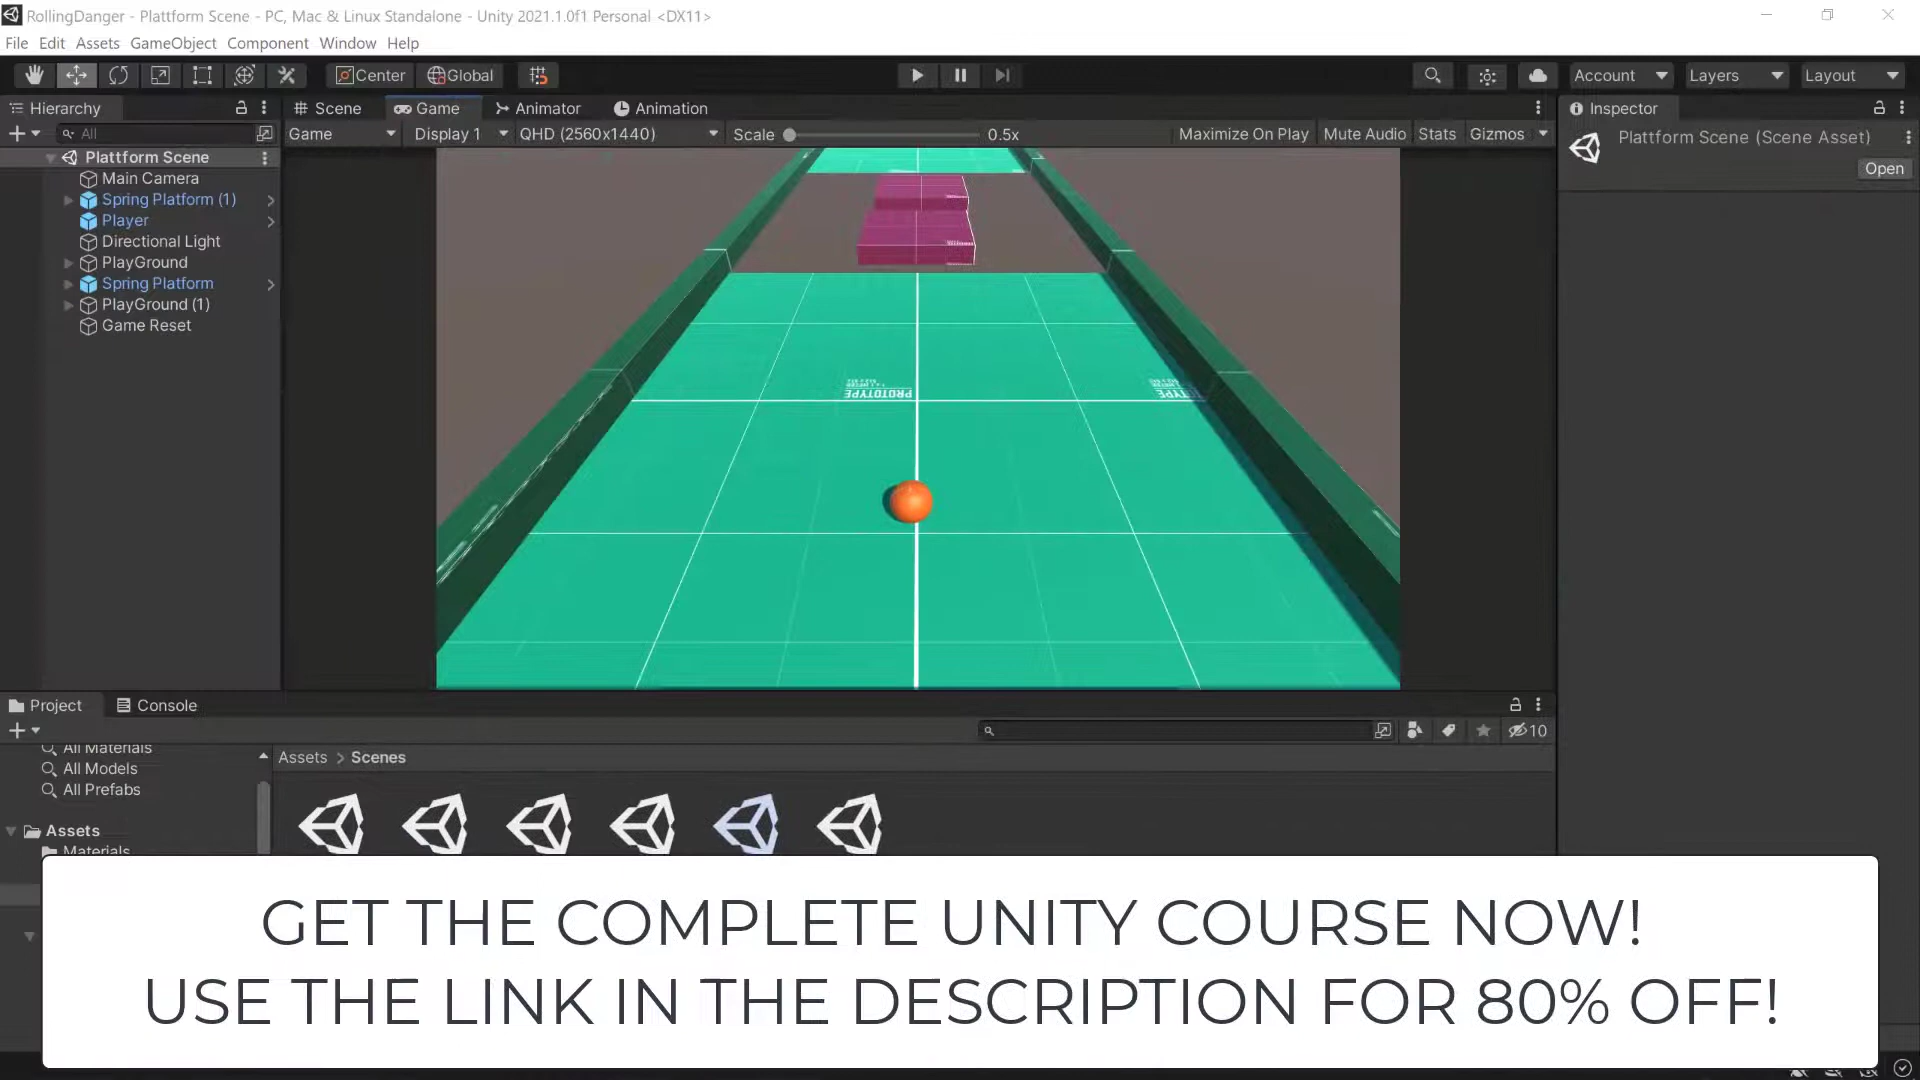 RollingDanger - Plattform Scene - PC, Mac & Linux Standalone - Unity 2021.1.0f1 Personal <DX11>
File Edit Assets GameObject Component Window Help
Center Global Account Layers Layout
Hierarchy Scene Game Animator Animation Inspector
All Game Display 1 QHD (2560x1440) Scale 0.5x Maximize On Play Mute Audio Stats Gizmos
Plattform Scene (Scene Asset)
Open
Plattform Scene
Main Camera
Spring Platform (1)
Player
Directional Light
PlayGround
Spring Platform
PlayGround (1)
Game Reset
PROTOTYPE
Project Console
10
All Materials
All Models
All Prefabs
Assets
Materials
Assets > Scenes
GET THE COMPLETE UNITY COURSE NOW!
USE THE LINK IN THE DESCRIPTION FOR 80% OFF!